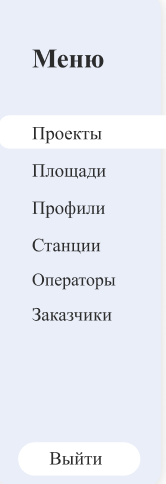 Меню
Проекты
Площади
Профили
Станции
Операторы
Заказчики
Выйти